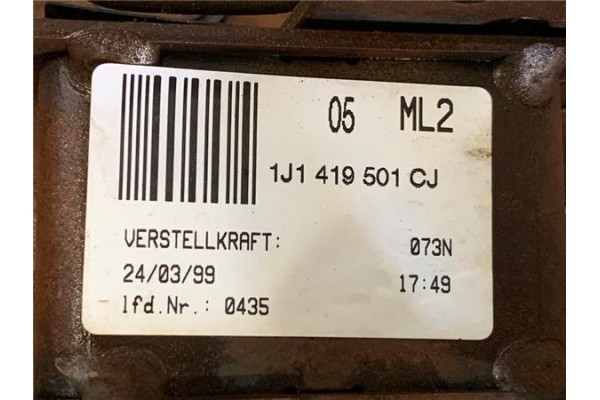 05 ML2
1J1 419 501 CJ
VERSTELLKRAFT: 073N
24/03/99 17:49
lfd.Nr.: 0435